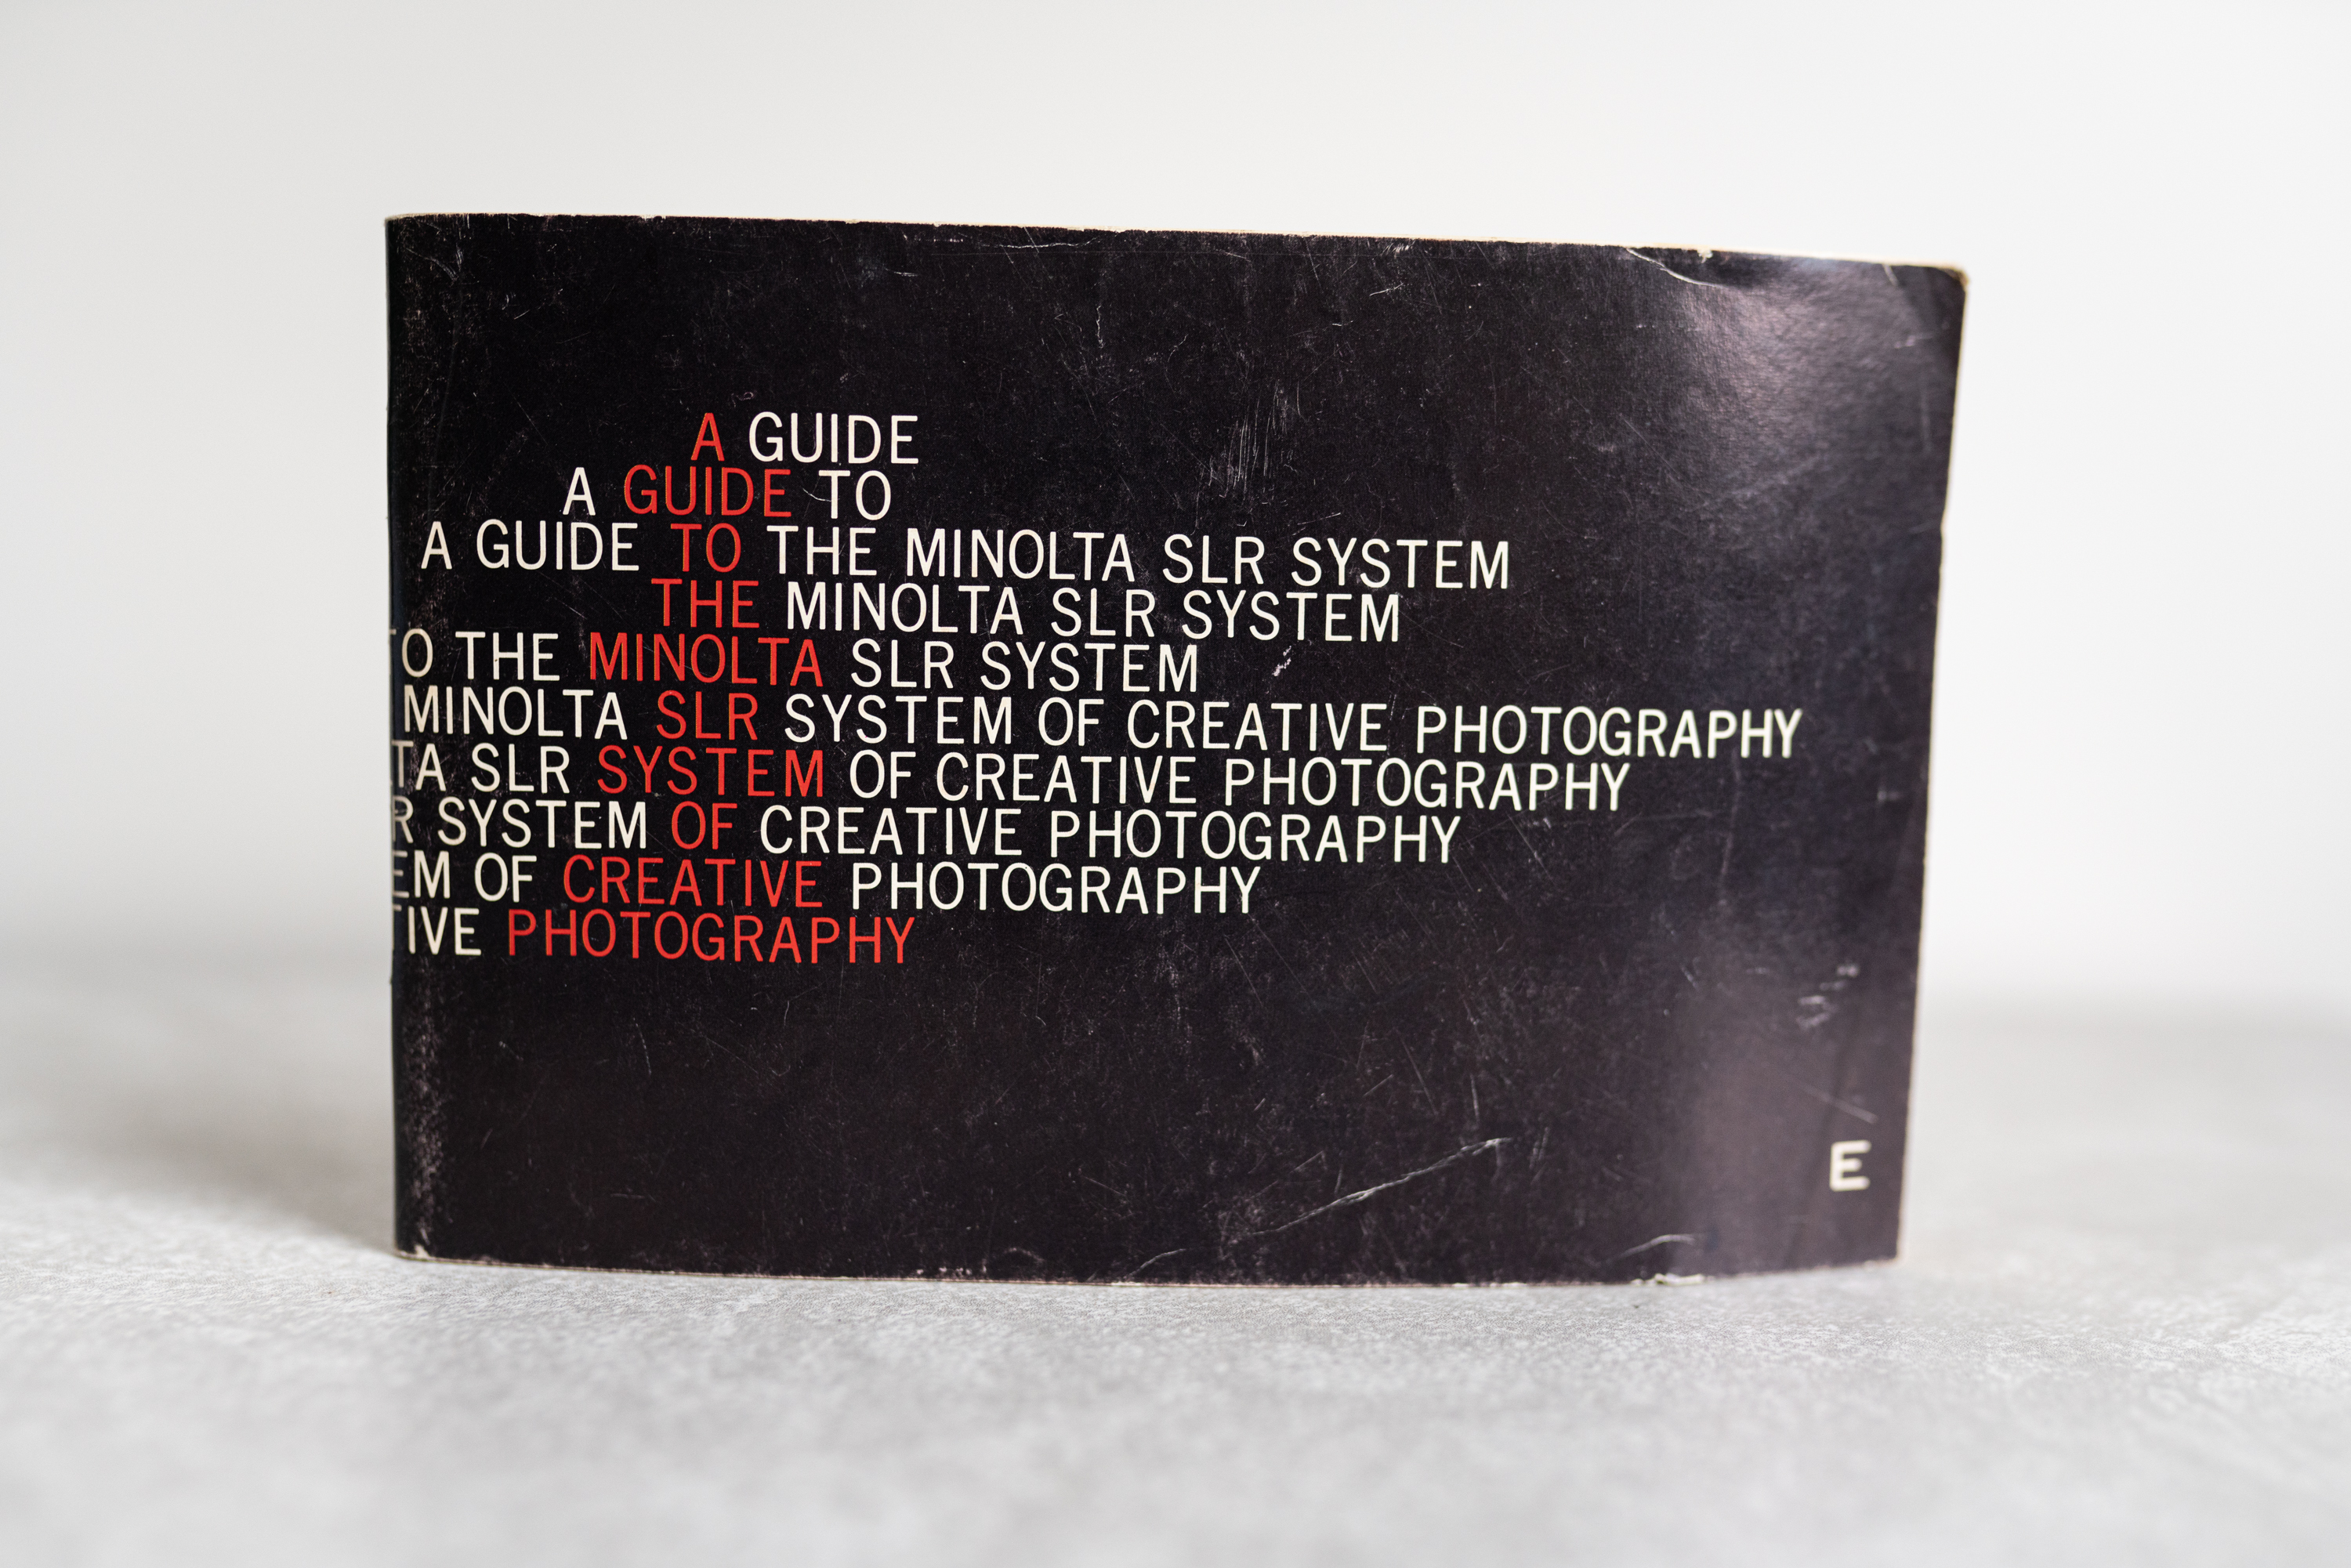 A GUIDE
A GUIDE TO
A GUIDE TO THE MINOLTA SLR SYSTEM
THE MINOLTA SLR SYSTEM
TO THE MINOLTA SLR SYSTEM
MINOLTA SLR SYSTEM OF CREATIVE PHOTOGRAPHY
TA SLR SYSTEM OF CREATIVE PHOTOGRAPHY
R SYSTEM OF CREATIVE PHOTOGRAPHY
EM OF CREATIVE PHOTOGRAPHY
TIVE PHOTOGRAPHY
E